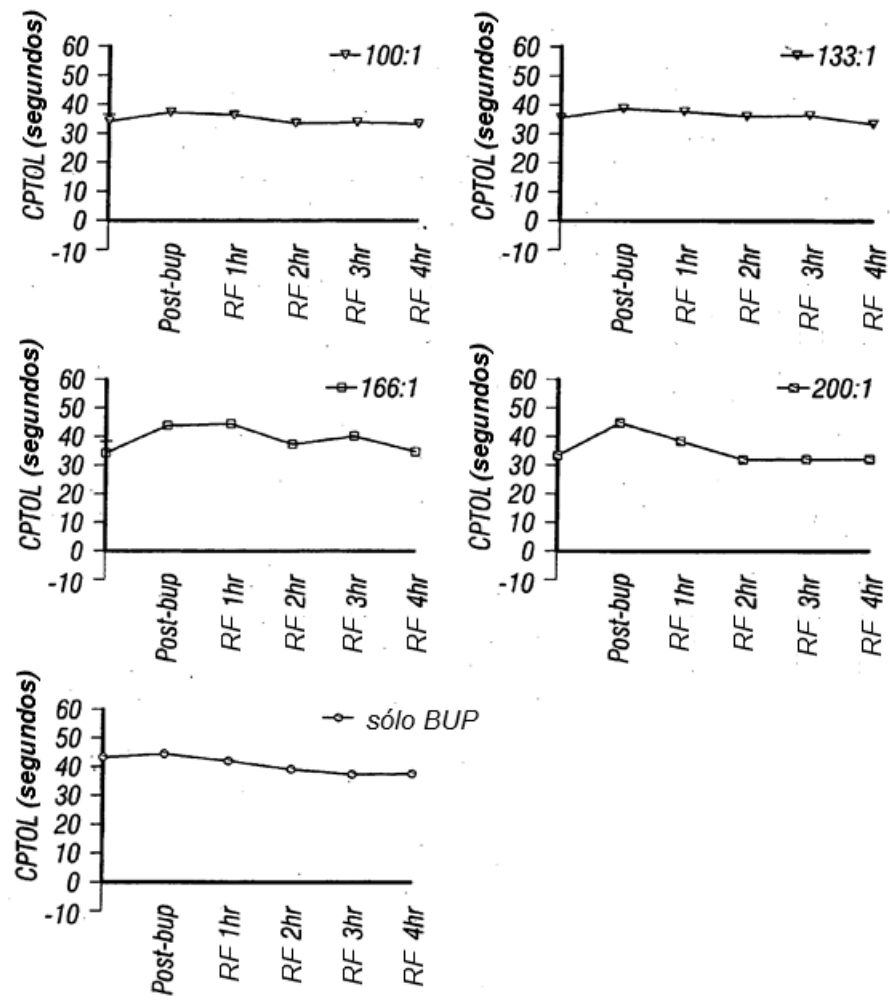 60
50
40
30
20
10
0
-10
CPTOL (segundos)
100:1
Post-bup
RF 1hr
RF 2hr
RF 3hr
RF 4hr
60
50
40
30
20
10
0
-10
CPTOL (segundos)
133:1
Post-bup
RF 1hr
RF 2hr
RF 3hr
RF 4hr
60
50
40
30
20
10
0
-10
CPTOL (segundos)
166:1
Post-bup
RF 1hr
RF 2hr
RF 3hr
RF 4hr
60
50
40
30
20
10
0
-10
CPTOL (segundos)
200:1
Post-bup
RF 1hr
RF 2hr
RF 3hr
RF 4hr
60
50
40
30
20
10
0
-10
CPTOL (segundos)
sólo BUP
Post-bup
RF 1hr
RF 2hr
RF 3hr
RF 4hr